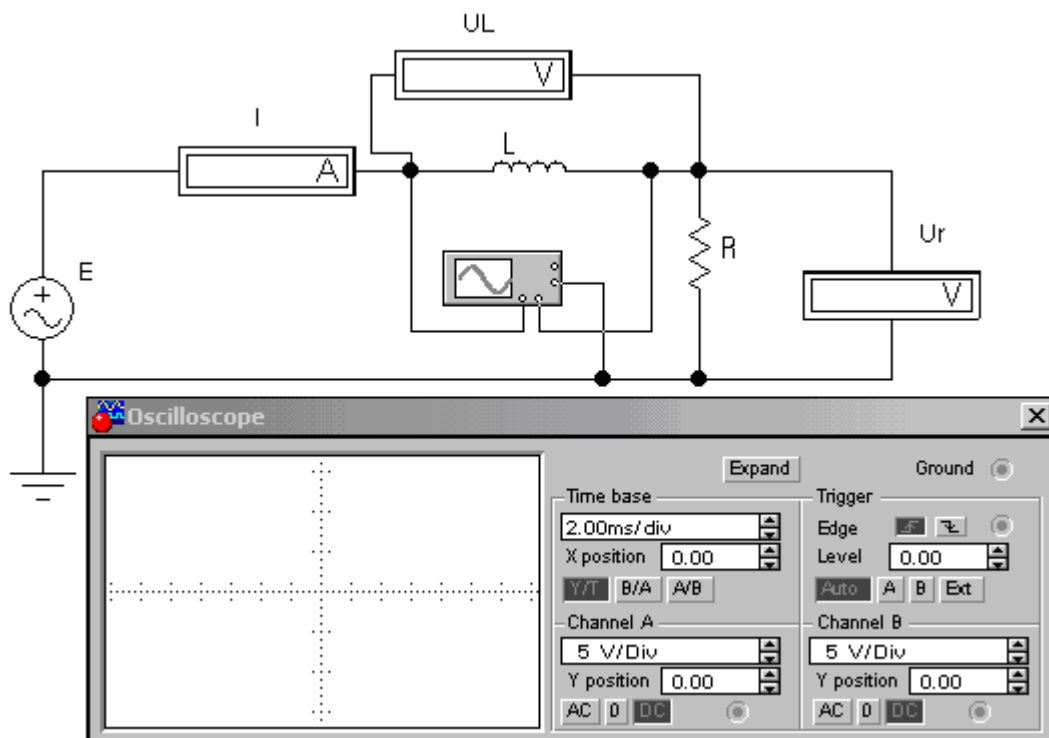 UL
V
I
A
L
E
R
Ur
V
Oscilloscope
Expand
Ground
Time base
2.00ms/div
X position 0.00
Y/T B/A A/B
Trigger
Edge
Level 0.00
Auto A B Ext
Channel A
5 V/Div
Y position 0.00
AC 0 DC
Channel B
5 V/Div
Y position 0.00
AC 0 DC